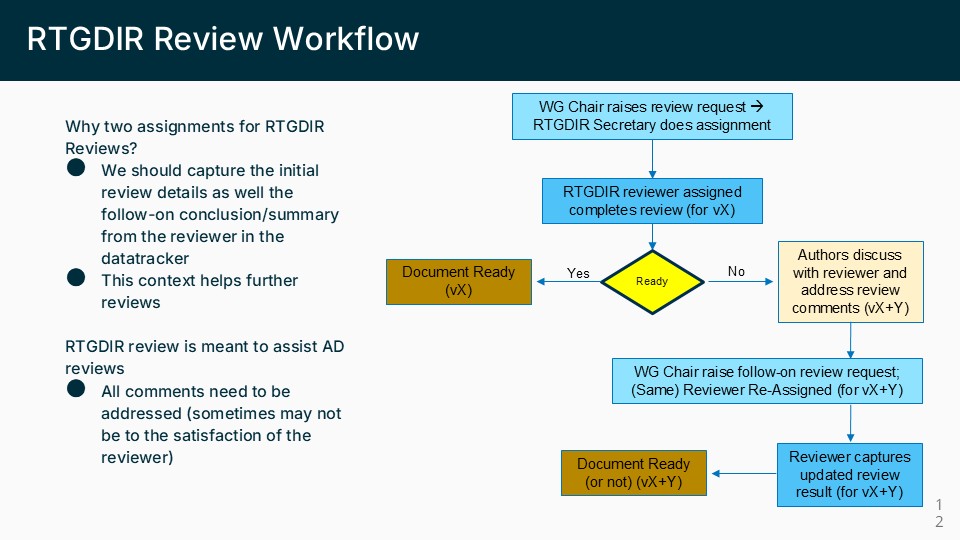 RTGDIR Review Workflow
Why two assignments for RTGDIR
Reviews?
● We should capture the initial
review details as well the
follow-on conclusion/summary
from the reviewer in the
datatracker
● This context helps further
reviews
RTGDIR review is meant to assist AD
reviews
● All comments need to be
addressed (sometimes may not
be to the satisfaction of the
reviewer)
WG Chair raises review request →
RTGDIR Secretary does assignment
RTGDIR reviewer assigned
completes review (for vX)
Ready
Yes
Document Ready
(vX)
No
Authors discuss
with reviewer and
address review
comments (vX+Y)
WG Chair raise follow-on review request;
(Same) Reviewer Re-Assigned (for vX+Y)
Reviewer captures
updated review
result (for vX+Y)
Document Ready
(or not) (vX+Y)
1
2